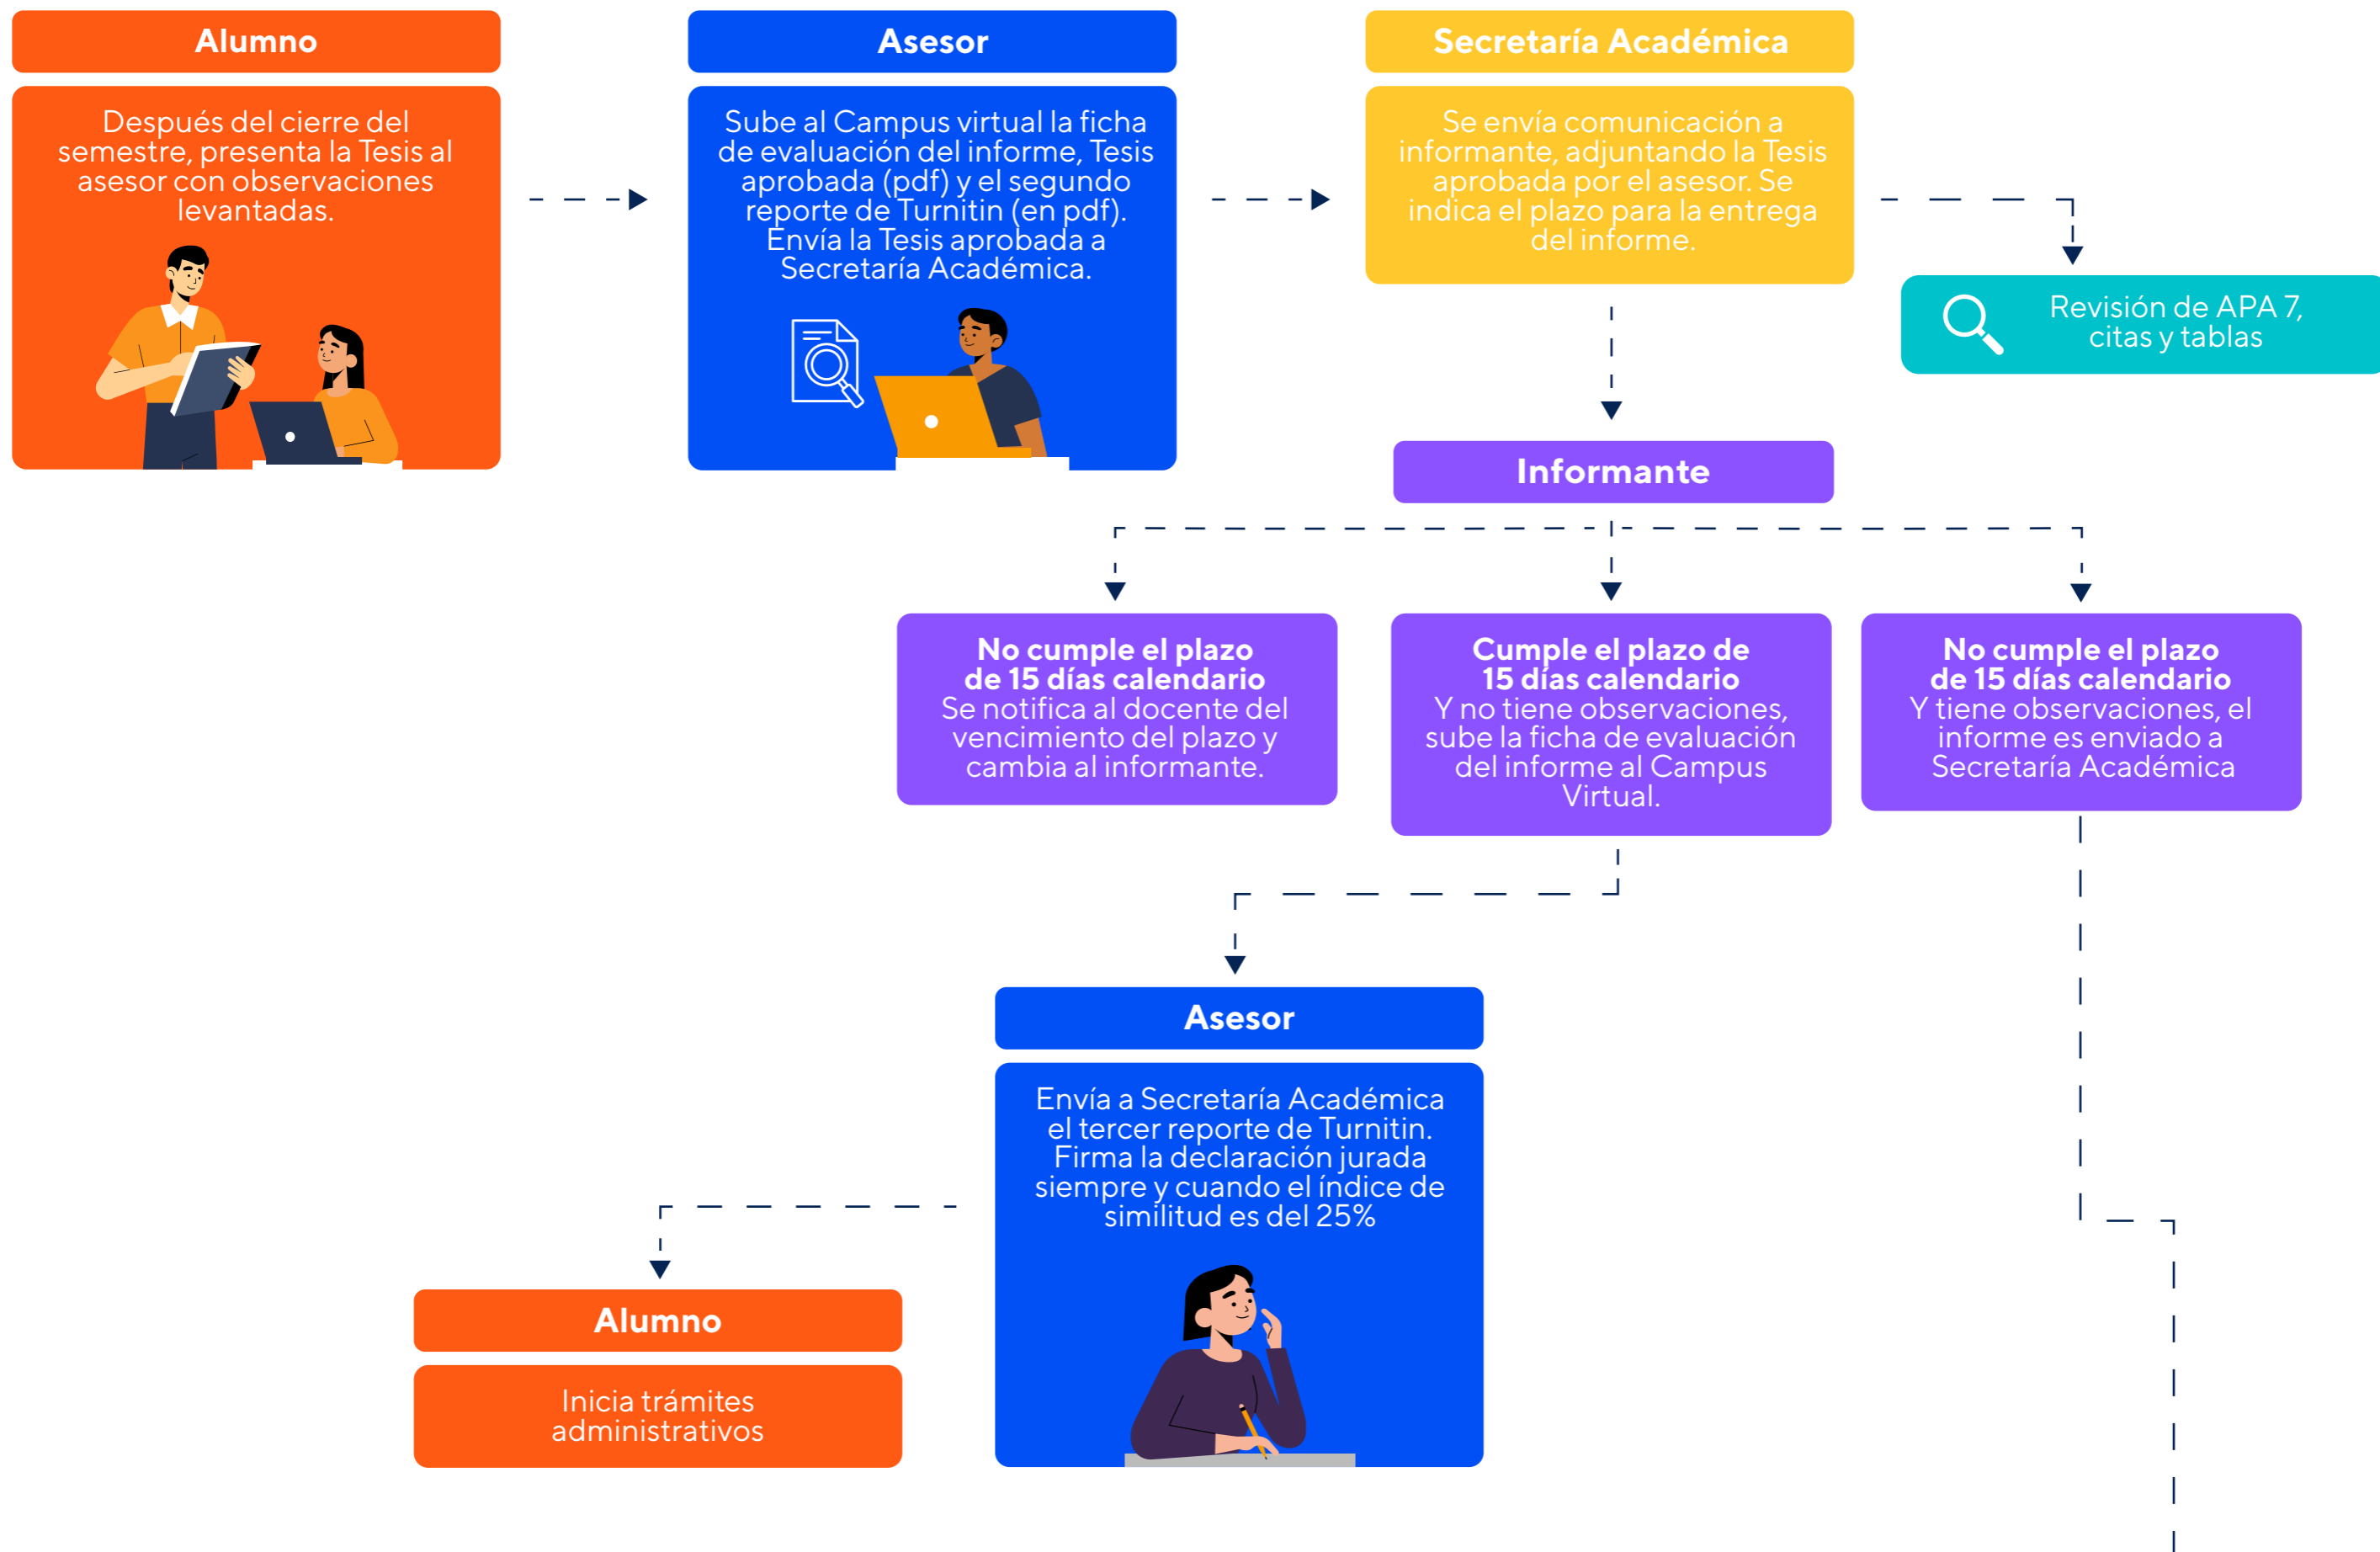 Alumno
Después del cierre del
semestre, presenta la Tesis al
asesor con observaciones
levantadas.
Asesor
Sube al Campus virtual la ficha
de evaluación del informe, Tesis
aprobada (pdf) y el segundo
reporte de Turnitin (en pdf).
Envía la Tesis aprobada a
Secretaría Académica.
Secretaría Académica
Se envía comunicación a
informante, adjuntando la Tesis
aprobada por el asesor. Se
indica el plazo para la entrega
del informe.
Revisión de APA 7,
citas y tablas
Informante
No cumple el plazo
de 15 días calendario
Se notifica al docente del
vencimiento del plazo y
cambia al informante.
Cumple el plazo de
15 días calendario
Y no tiene observaciones,
sube la ficha de evaluación
del informe al Campus
Virtual.
No cumple el plazo
de 15 días calendario
Y tiene observaciones, el
informe es enviado a
Secretaría Académica
Asesor
Envía a Secretaría Académica
el tercer reporte de Turnitin.
Firma la declaración jurada
siempre y cuando el índice de
similitud es del 25%
Alumno
Inicia trámites
administrativos